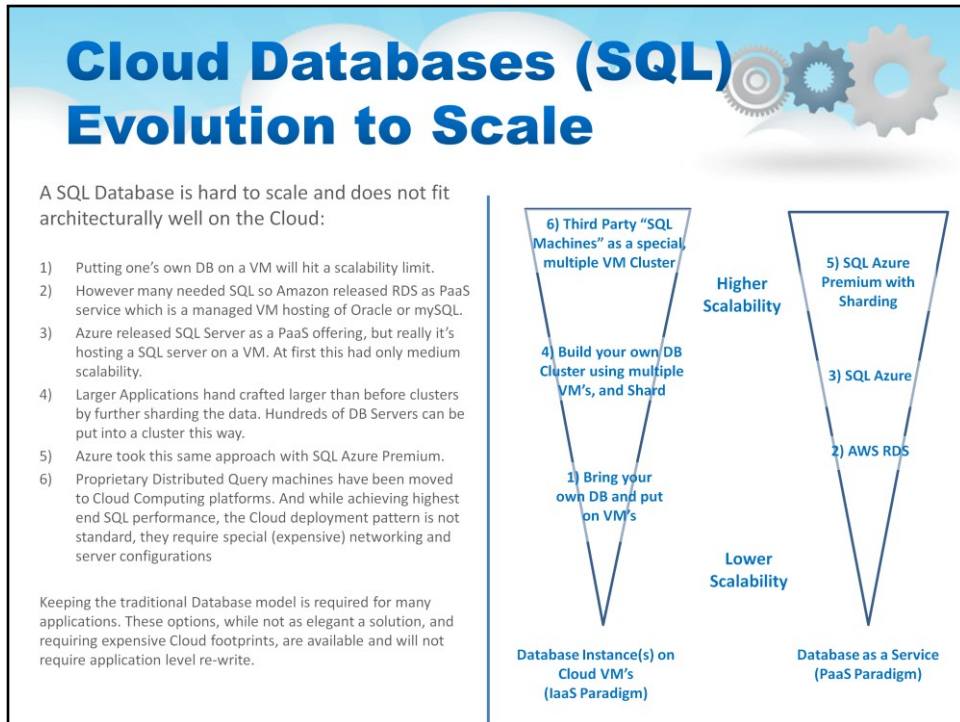 Cloud Databases (SQL)
Evolution to Scale
A SQL Database is hard to scale and does not fit
architecturally well on the Cloud:
1) Putting one's own DB on a VM will hit a scalability limit.
2) However many needed SQL so Amazon released RDS as PaaS
service which is a managed VM hosting of Oracle or mySQL.
3) Azure released SQL Server as a PaaS offering, but really it's
hosting a SQL server on a VM. At first this had only medium
scalability.
4) Larger Applications hand crafted larger than before clusters
by further sharding the data. Hundreds of DB Servers can be
put into a cluster this way.
5) Azure took this same approach with SQL Azure Premium.
6) Proprietary Distributed Query machines have been moved
to Cloud Computing platforms. And while achieving highest
end SQL performance, the Cloud deployment pattern is not
standard, they require special (expensive) networking and
server configurations
Keeping the traditional Database model is required for many
applications. These options, while not as elegant a solution, and
requiring expensive Cloud footprints, are available and will not
require application level re-write.
6) Third Party “SQL
Machines” as a special,
multiple VM Cluster
4) Build your own DB
Cluster using multiple
VM's, and Shard
1) Bring your
own DB and put
on VM's
Database Instance(s) on
Cloud VM's
(IaaS Paradigm)
Higher
Scalability
Lower
Scalability
5) SQL Azure
Premium with
Sharding
3) SQL Azure
2) AWS RDS
Database as a Service
(PaaS Paradigm)